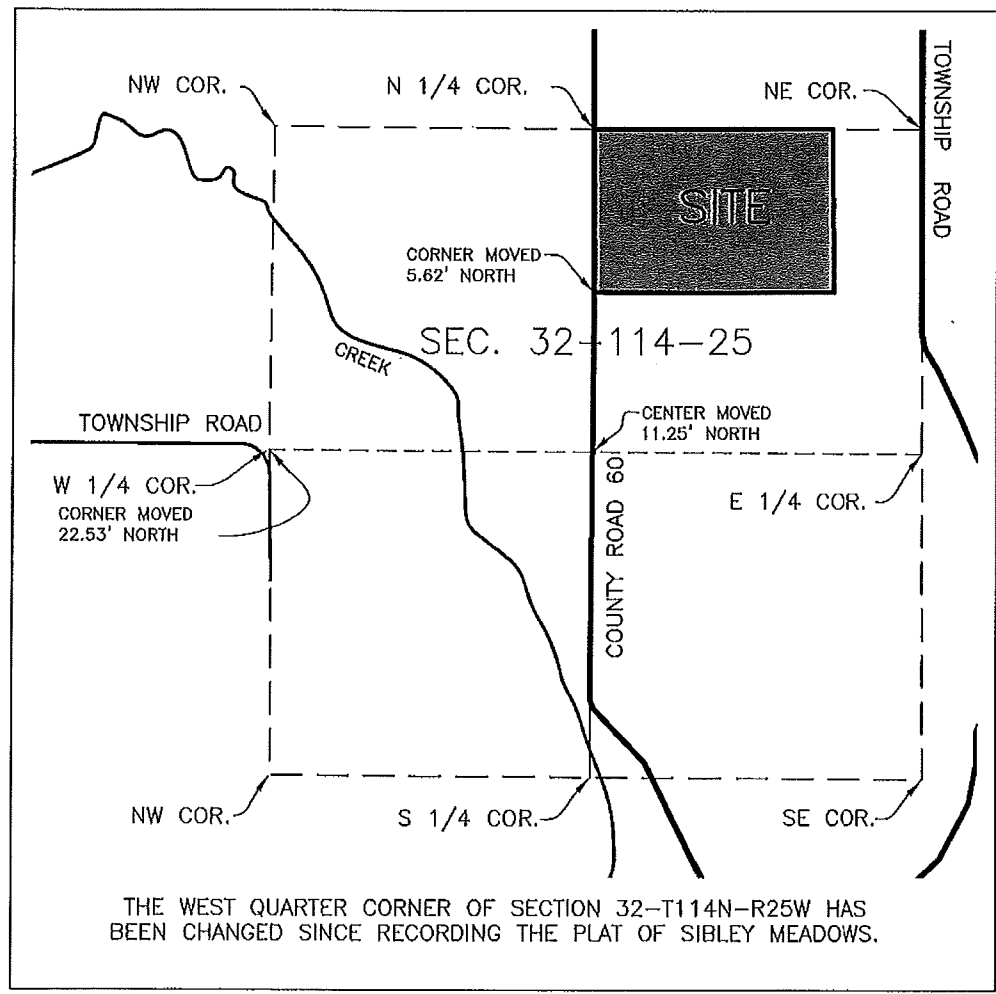 NW COR.
N 1/4 COR.
NE COR.
TOWNSHIP ROAD
SITE
CORNER MOVED
5.62' NORTH
SEC. 32-114-25
CREEK
TOWNSHIP ROAD
CENTER MOVED
11.25' NORTH
W 1/4 COR.
CORNER MOVED
22.53' NORTH
E 1/4 COR.
COUNTY ROAD 60
NW COR.
S 1/4 COR.
SE COR.
THE WEST QUARTER CORNER OF SECTION 32-T114N-R25W HAS
BEEN CHANGED SINCE RECORDING THE PLAT OF SIBLEY MEADOWS.